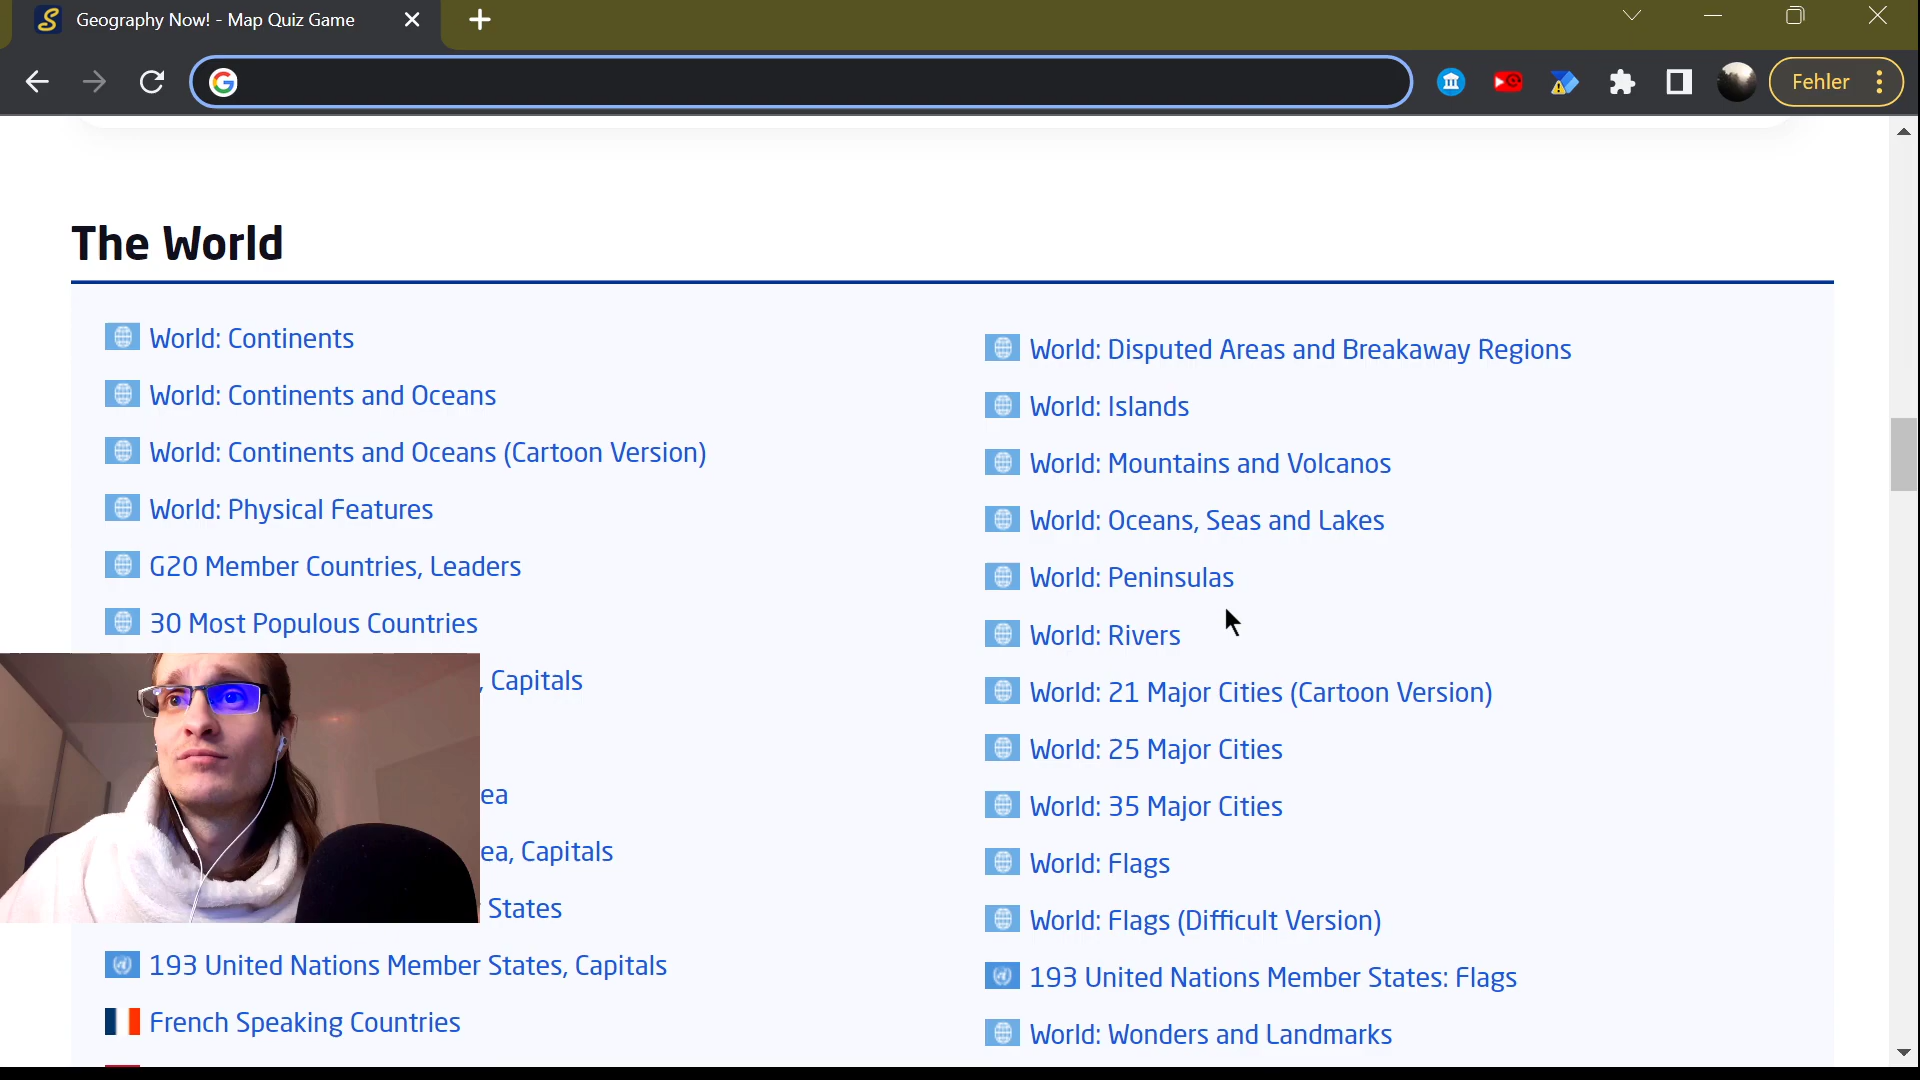 Geography Now! - Map Quiz Game
Fehler
The World
World: Continents
World: Continents and Oceans
World: Continents and Oceans (Cartoon Version)
World: Physical Features
G20 Member Countries, Leaders
30 Most Populous Countries
, Capitals
ea
ea, Capitals
States
193 United Nations Member States, Capitals
French Speaking Countries
World: Disputed Areas and Breakaway Regions
World: Islands
World: Mountains and Volcanos
World: Oceans, Seas and Lakes
World: Peninsulas
World: Rivers
World: 21 Major Cities (Cartoon Version)
World: 25 Major Cities
World: 35 Major Cities
World: Flags
World: Flags (Difficult Version)
193 United Nations Member States: Flags
World: Wonders and Landmarks